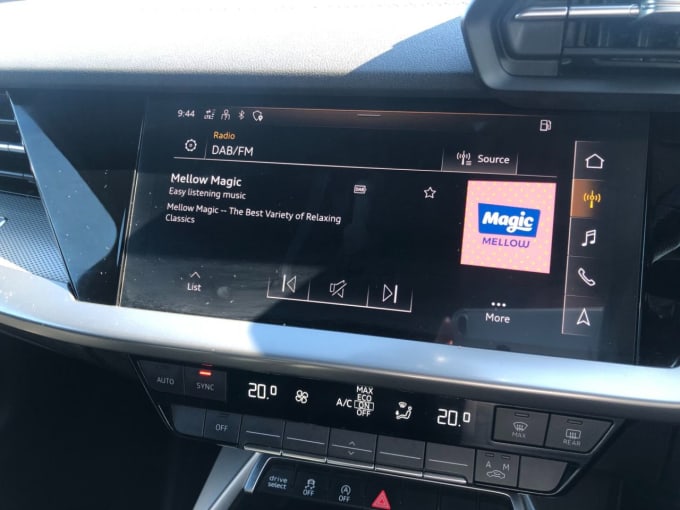 9:44
Radio
DAB/FM
Source
Mellow Magic
Easy listening music
DAB
Mellow Magic -- The Best Variety of Relaxing
Classics
Magic
MELLOW
List
More
AUTO
SYNC
20.0
A/C
MAX
ECO
ON
OFF
20.0
OFF
MAX
REAR
A M
drive
select
OFF
OFF